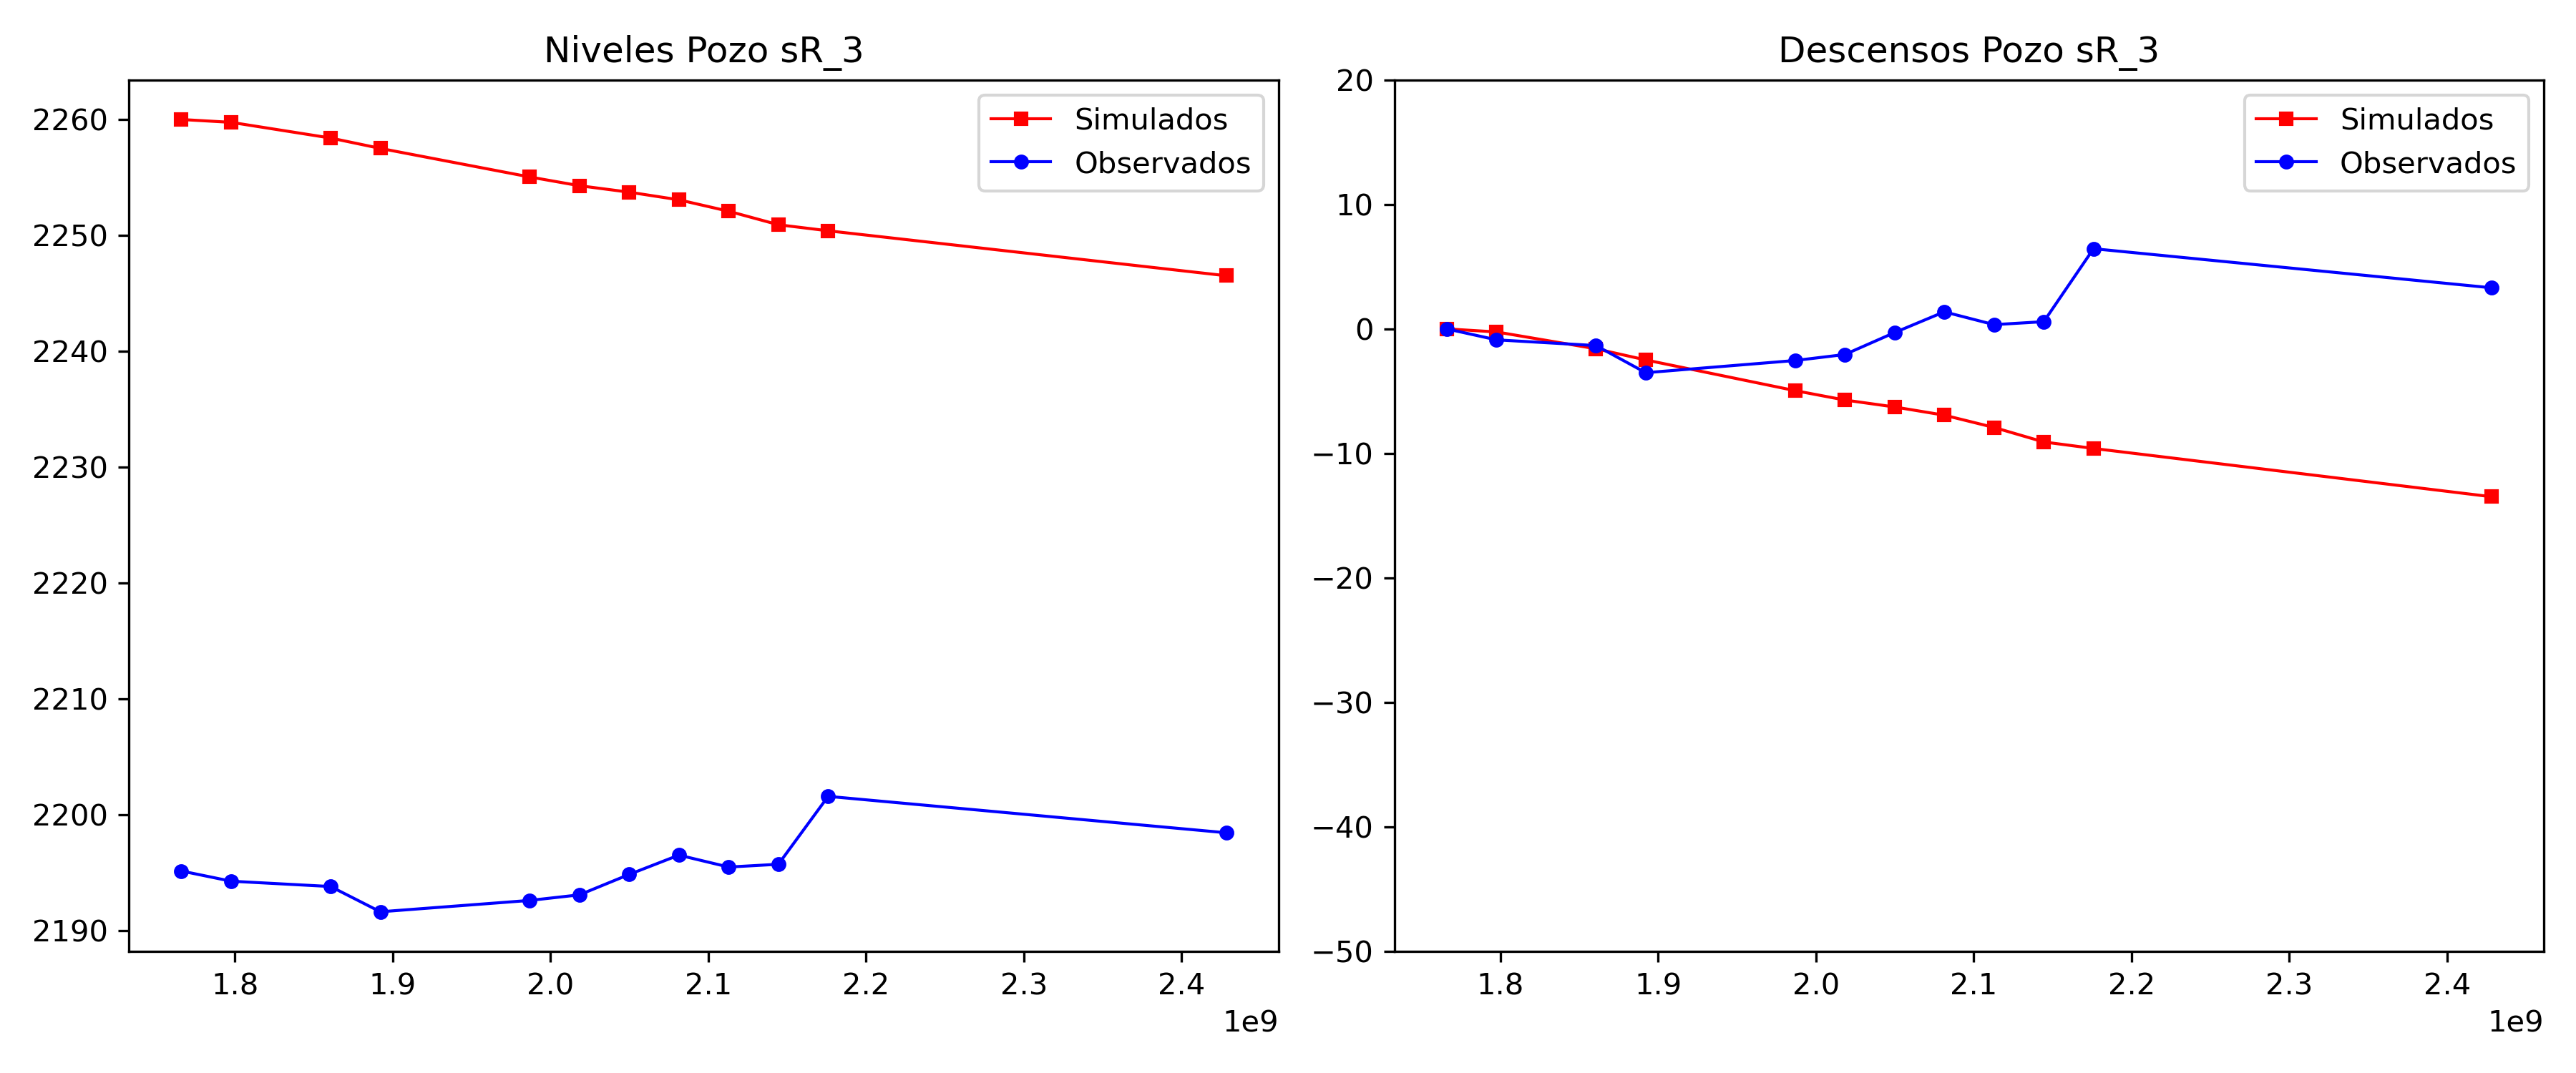 Niveles Pozo sR_3
Simulados
Observados
2260
2250
2240
2230
2220
2210
2200
2190
1.8 1.9 2.0 2.1 2.2 2.3 2.4
1e9
Descensos Pozo sR_3
Simulados
Observados
20
10
0
−10
−20
−30
−40
−50
1.8 1.9 2.0 2.1 2.2 2.3 2.4
1e9